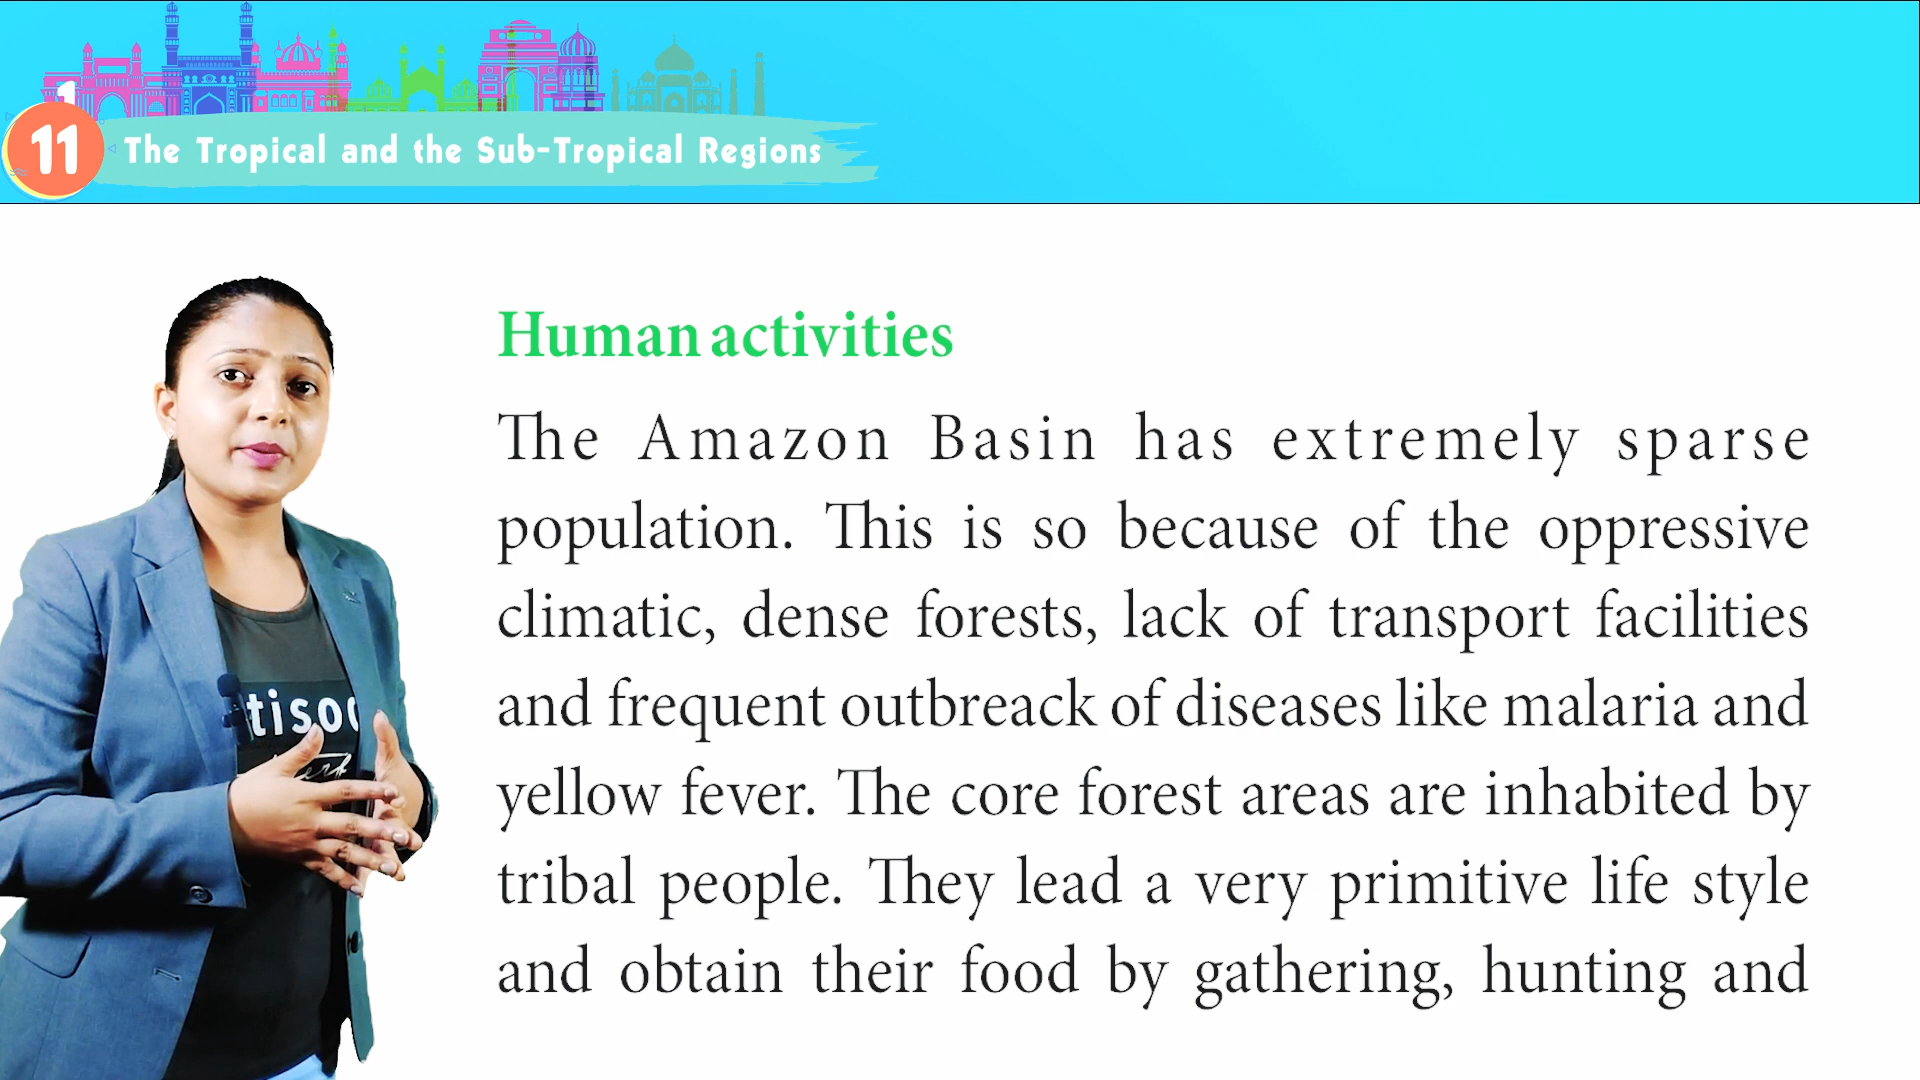 1
11
The Tropical and the Sub-Tropical Regions
Human activities
The Amazon Basin has extremely sparse
population. This is so because of the oppressive
climatic, dense forests, lack of transport facilities
and frequent outbreack of diseases like malaria and
yellow fever. The core forest areas are inhabited by
tribal people. They lead a very primitive life style
and obtain their food by gathering, hunting and
tiso